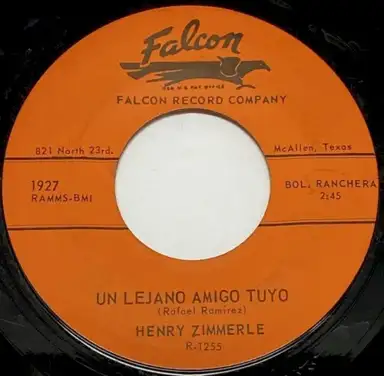 Falcon
FALCON RECORD COMPANY
821 North 23rd.
McAllen, Texas
1927
RAMMS-BMI
BOL. RANCHERA
2:45
UN LEJANO AMIGO TUYO
(Rafael Ramirez)
HENRY ZIMMERLE
R-1255